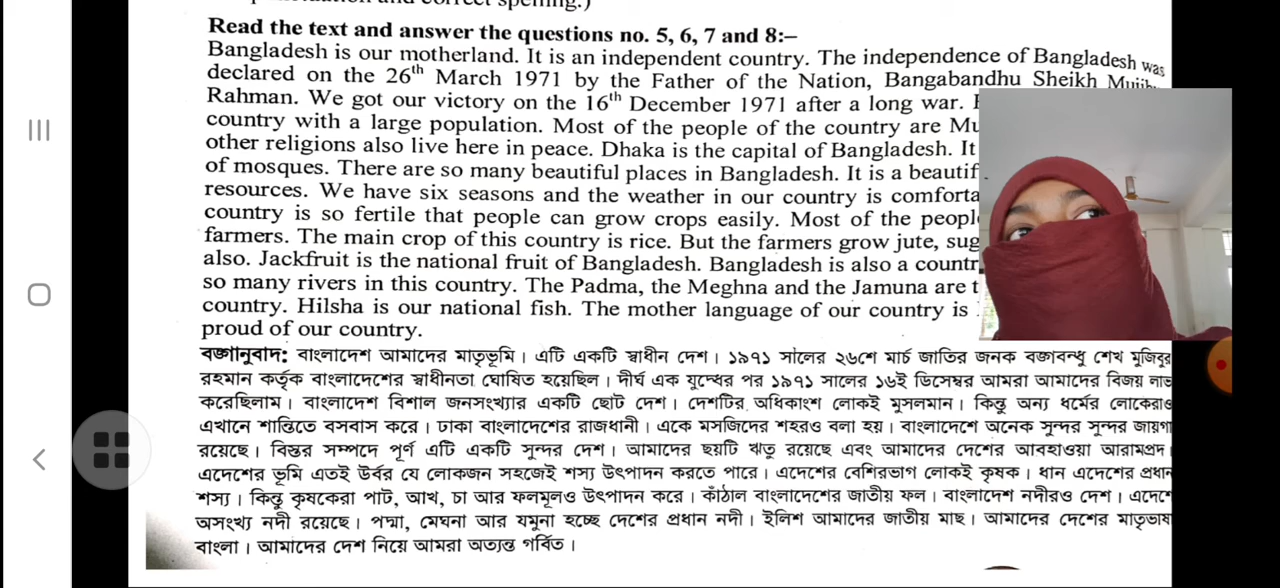 Read the text and answer the questions no. 5, 6, 7 and 8:–
Bangladesh is our motherland. It is an independent country. The independence of Bangladesh was
declared on the 26th March 1971 by the Father of the Nation, Bangabandhu Sheikh
Rahman. We got our victory on the 16th December 1971 after a long war.
country with a large population. Most of the people of the country are
other religions also live here in peace. Dhaka is the capital of Bangladesh. It
of mosques. There are so many beautiful places in Bangladesh. It is a
resources. We have six seasons and the weather in our country is
country is so fertile that people can grow crops easily. Most of the
farmers. The main crop of this country is rice. But the farmers grow jute,
also. Jackfruit is the national fruit of Bangladesh. Bangladesh is also a
so many rivers in this country. The Padma, the Meghna and the Jamuna are
country. Hilsha is our national fish. The mother language of our country is
proud of our country.
বঙ্গানুবাদ: বাংলাদেশ আমাদের মাতৃভূমি। এটি একটি স্বাধীন দেশ। ১৯৭১ সালের ২৬শে মার্চ জাতির জনক বঙ্গবন্ধু শেখ মুজিবুর
রহমান কর্তৃক বাংলাদেশের স্বাধীনতা ঘোষিত হয়েছিল। দীর্ঘ এক যুদ্ধের পর ১৯৭১ সালের ১৬ই ডিসেম্বর আমরা আমাদের বিজয় লাভ
করেছিলাম। বাংলাদেশ বিশাল জনসংখ্যার একটি ছোট দেশ। দেশটির অধিকাংশ লোকই মুসলমান। কিন্তু অন্য ধর্মের লোকেরাও
এখানে শান্তিতে বসবাস করে। ঢাকা বাংলাদেশের রাজধানী। একে মসজিদের শহরও বলা হয়। বাংলাদেশে অনেক সুন্দর সুন্দর জায়গা
রয়েছে। বিস্তর সম্পদে পূর্ণ এটি একটি সুন্দর দেশ। আমাদের ছয়টি ঋতু রয়েছে এবং আমাদের দেশের আবহাওয়া আরামপ্রদ।
এদেশের ভূমি এতই উর্বর যে লোকজন সহজেই শস্য উৎপাদন করতে পারে। এদেশের বেশিরভাগ লোকই কৃষক। ধান এদেশের প্রধান
শস্য। কিন্তু কৃষকেরা পাট, আখ, চা আর ফলমূলও উৎপাদন করে। কাঁঠাল বাংলাদেশের জাতীয় ফল। বাংলাদেশ নদীরও দেশ। এদেশে
অসংখ্য নদী রয়েছে। পদ্মা, মেঘনা আর যমুনা হচ্ছে দেশের প্রধান নদী। ইলিশ আমাদের জাতীয় মাছ। আমাদের দেশের মাতৃভাষা
বাংলা। আমাদের দেশ নিয়ে আমরা অত্যন্ত গর্বিত।